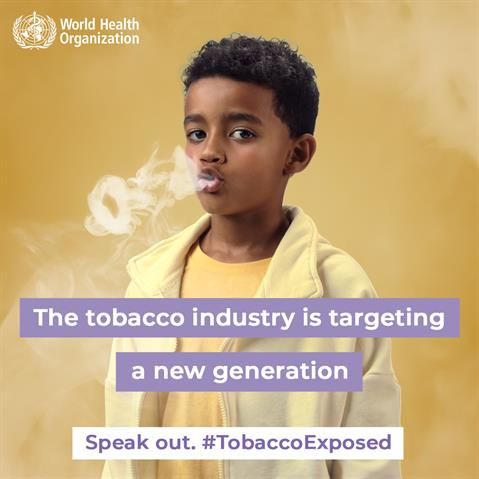 World Health
Organization
The tobacco industry is targeting
a new generation
Speak out. #TobaccoExposed